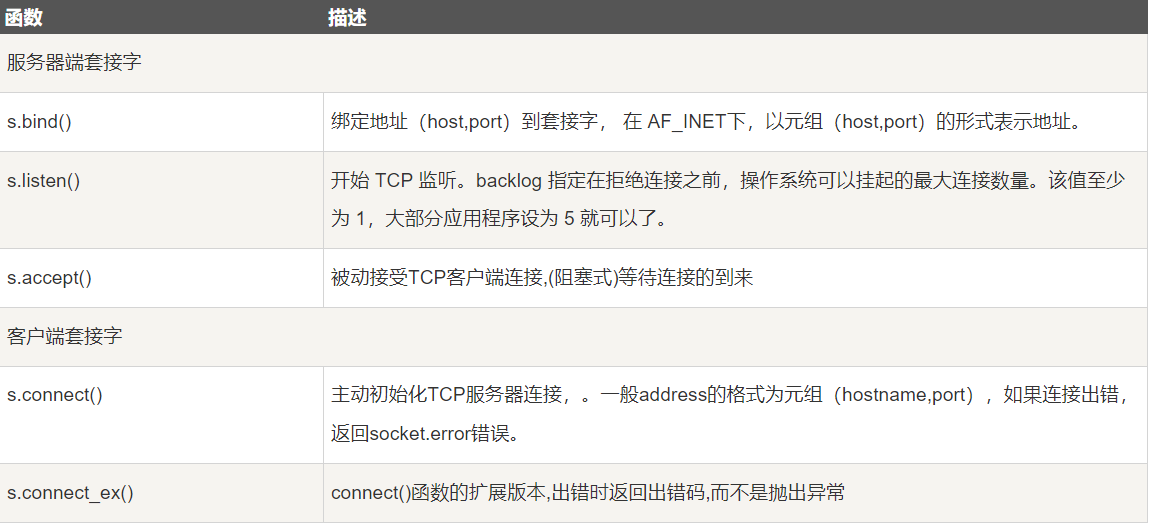 函数 描述
服务器端套接字
s.bind() 绑定地址（host,port）到套接字， 在 AF_INET下，以元组（host,port）的形式表示地址。
s.listen() 开始 TCP 监听。backlog 指定在拒绝连接之前，操作系统可以挂起的最大连接数量。该值至少
为 1，大部分应用程序设为 5 就可以了。
s.accept() 被动接受TCP客户端连接,(阻塞式)等待连接的到来
客户端套接字
s.connect() 主动初始化TCP服务器连接，。一般address的格式为元组（hostname,port），如果连接出错，
返回socket.error错误。
s.connect_ex() connect()函数的扩展版本,出错时返回出错码,而不是抛出异常